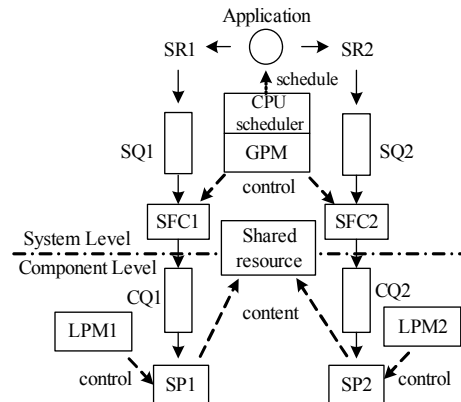 Application
SR1
SR2
schedule
CPU
scheduler
SQ1
SQ2
GPM
control
SFC1
SFC2
Shared
resource
System Level
Component Level
CQ1
CQ2
content
LPM1
LPM2
control
SP1
SP2
control